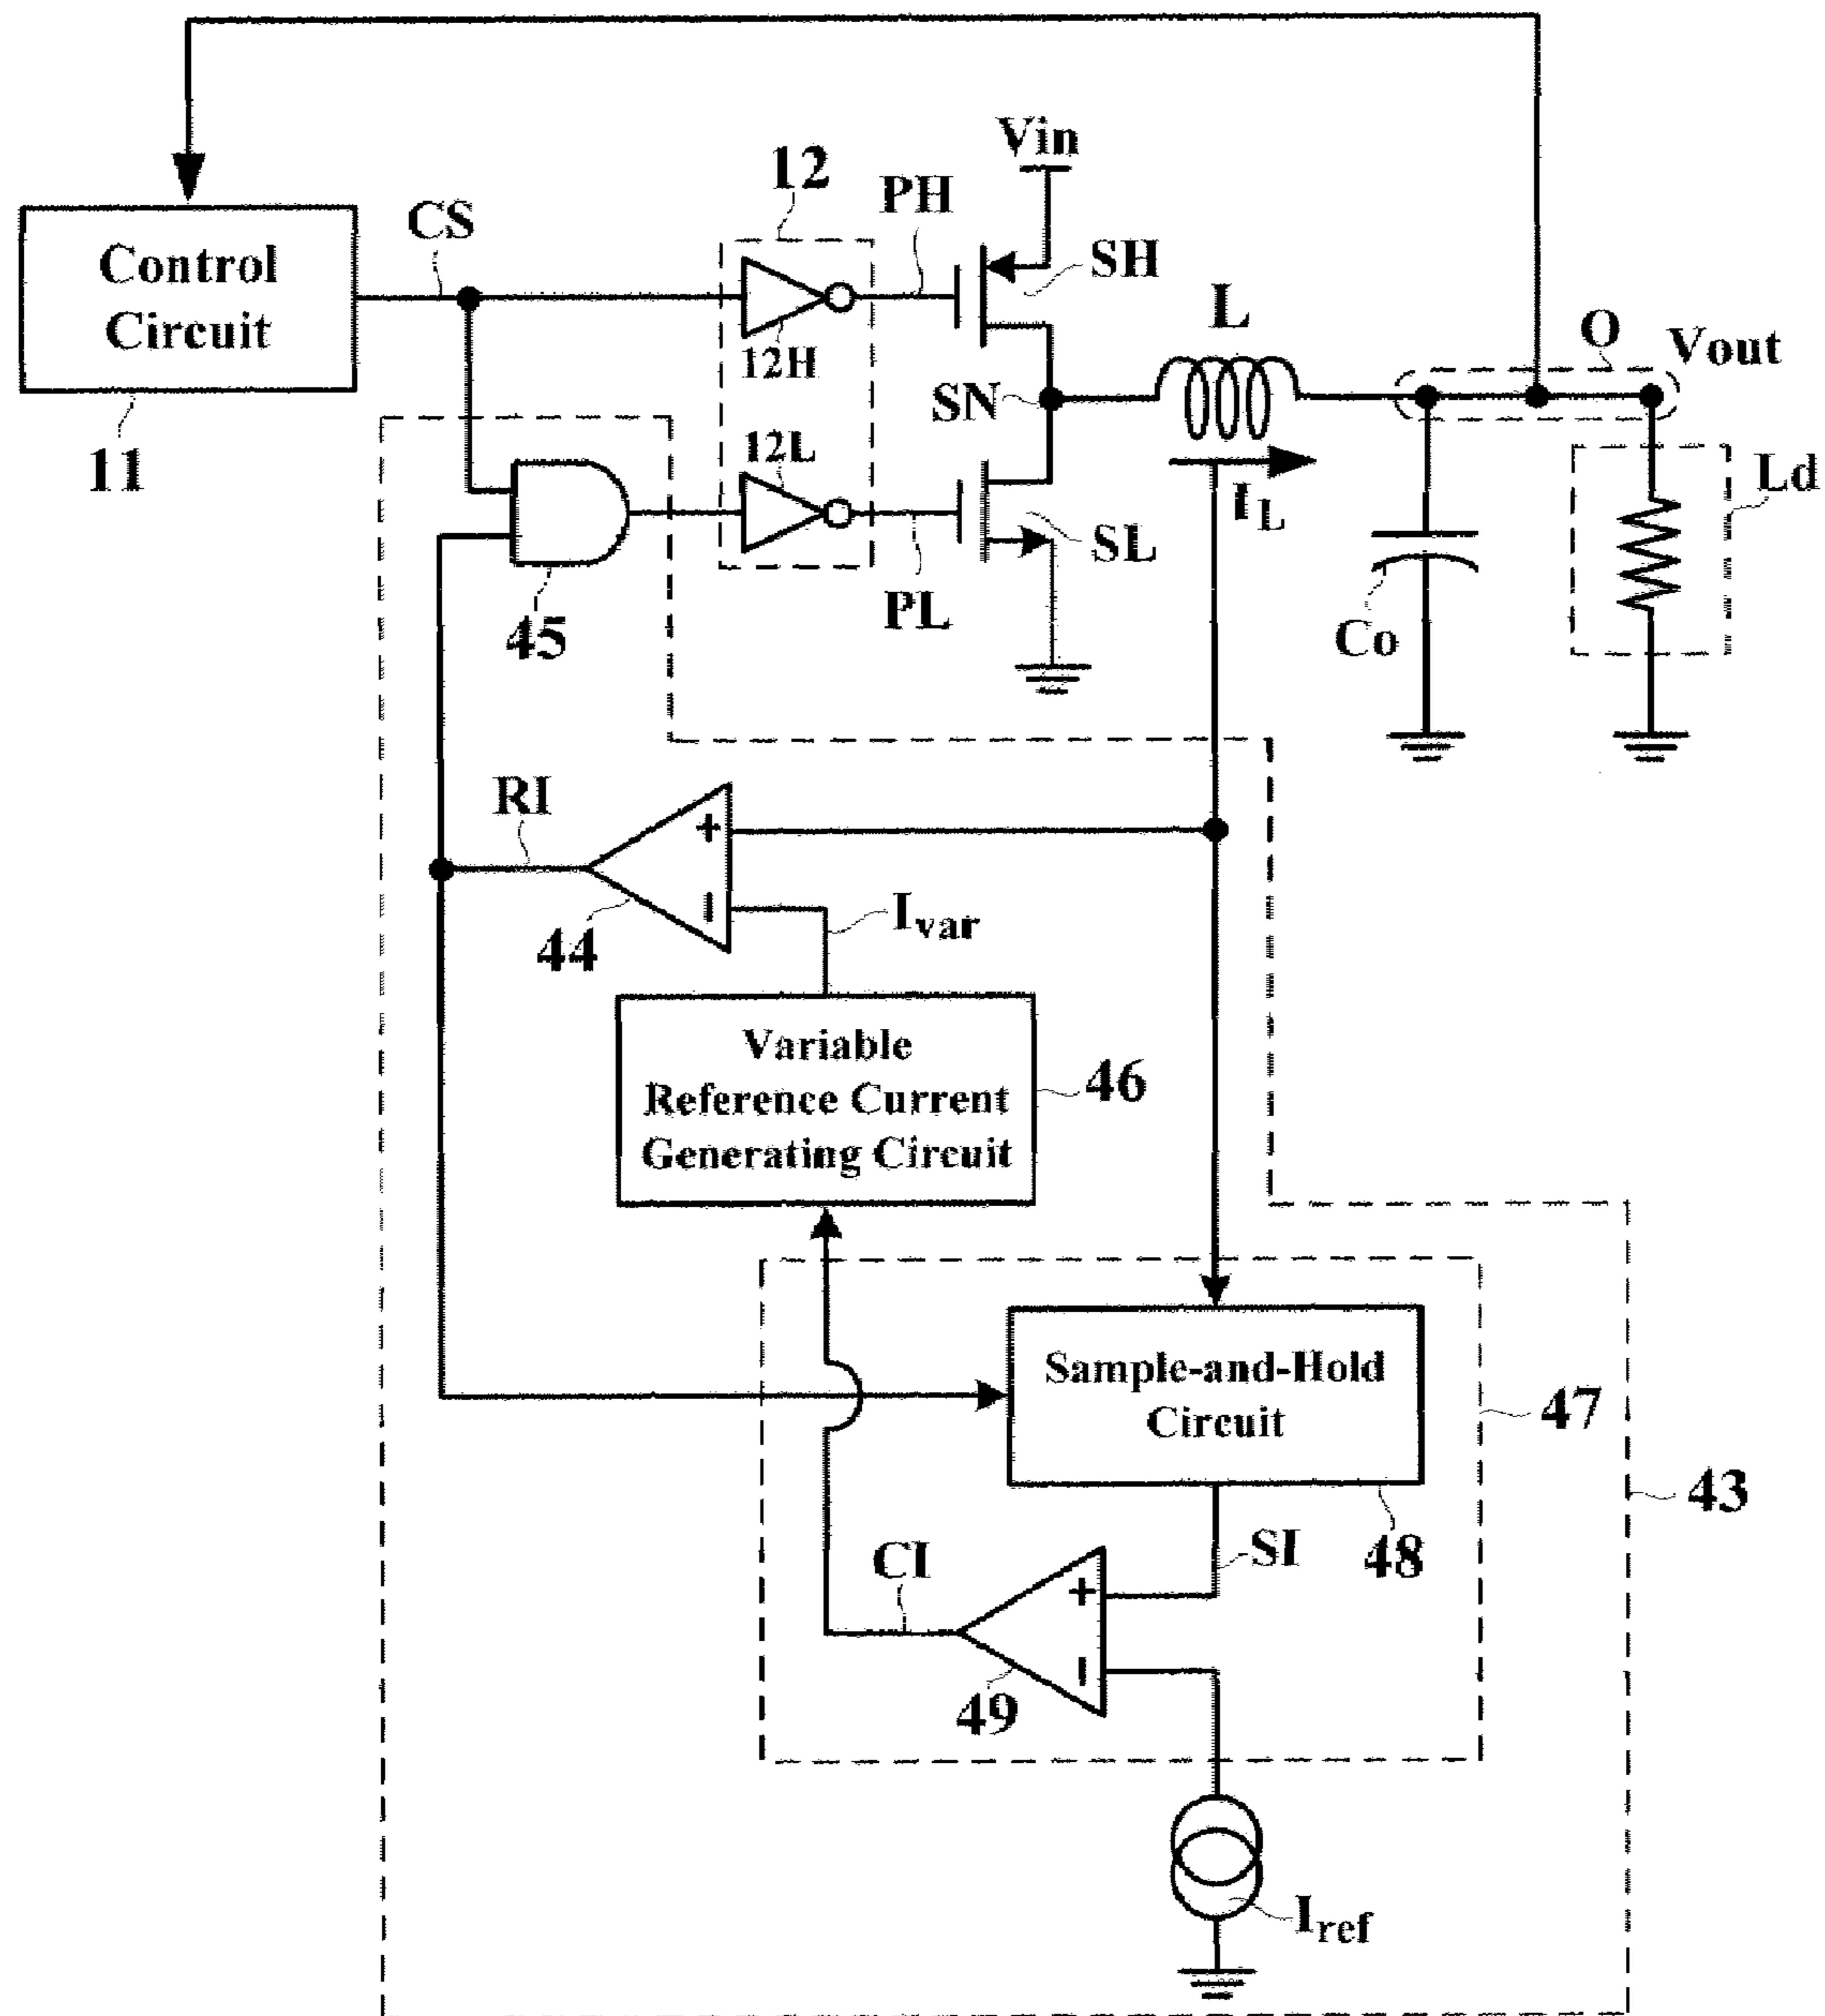 Vin
12
PH
CS
SH
Control
Circuit
L
O
Vout
12H
SN
11
12L
Ld
I_L
SL
45
PL
Co
RI
+
I_var
–
44
Variable
Reference Current
Generating Circuit
46
Sample-and-Hold
Circuit
47
43
48
SI
CI
+
–
49
I_ref